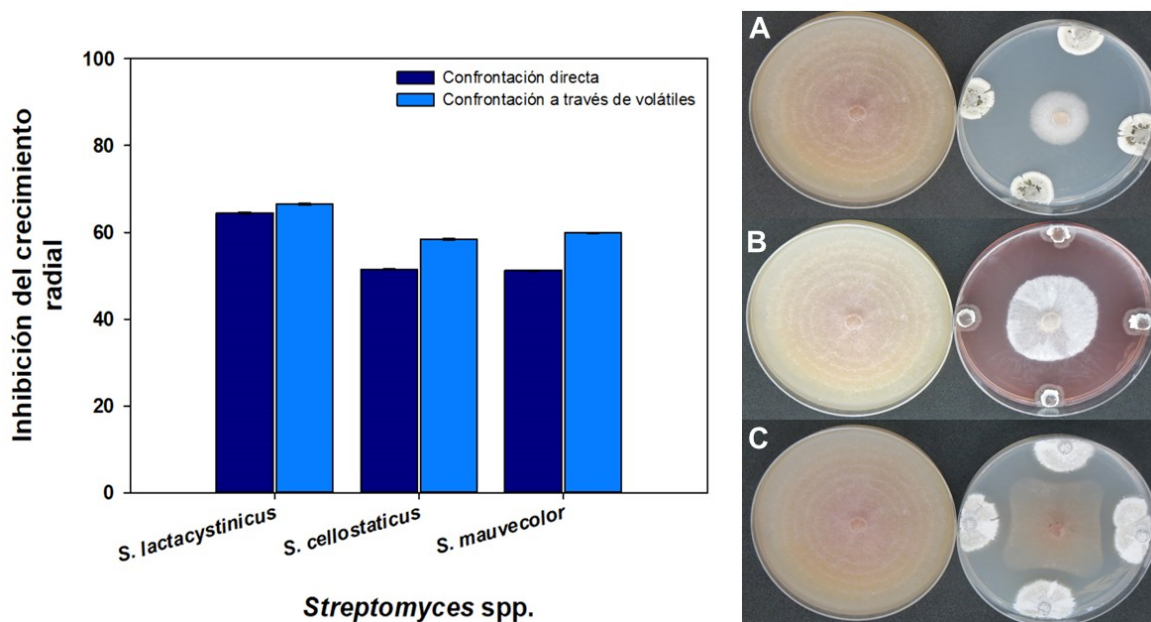 Inhibición del crecimiento
radial
100
80
60
40
20
0
Confrontación directa
Confrontación a través de volátiles
S. lactacystinicus
S. cellostaticus
S. mauvecolor
Streptomyces spp.
A
B
C